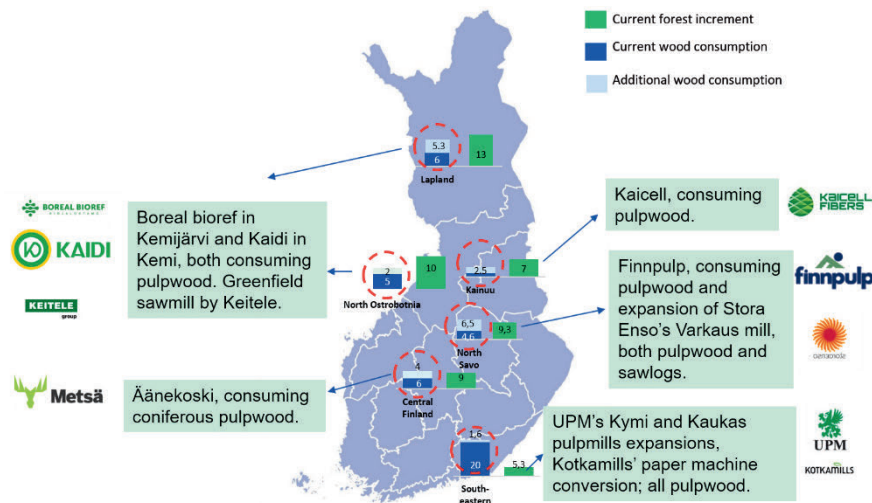 Current forest increment
Current wood consumption
Additional wood consumption
5.3
6
13
Lapland
BOREAL BIOREF
KAIDI
KEITELE
group
Boreal bioref in
Kemijärvi and Kaidi in
Kemi, both consuming
pulpwood. Greenfield
sawmill by Keitele.
2
5
10
North Ostrobotnia
2,5
7
Kainuu
Kaicell, consuming
pulpwood.
KAICELL
FIBERS
Finnpulp, consuming
pulpwood and
expansion of Stora
Enso's Varkaus mill,
both pulpwood and
sawlogs.
finnpulp
storaenso
6,5
4,6
9,3
North
Savo
4
6
9
Central
Finland
Metsä
Äänekoski, consuming
coniferous pulpwood.
1,6
20
5,3
South-
eastern
UPM's Kymi and Kaukas
pulpmills expansions,
Kotkamills' paper machine
conversion; all pulpwood.
UPM
KOTKAMILLS